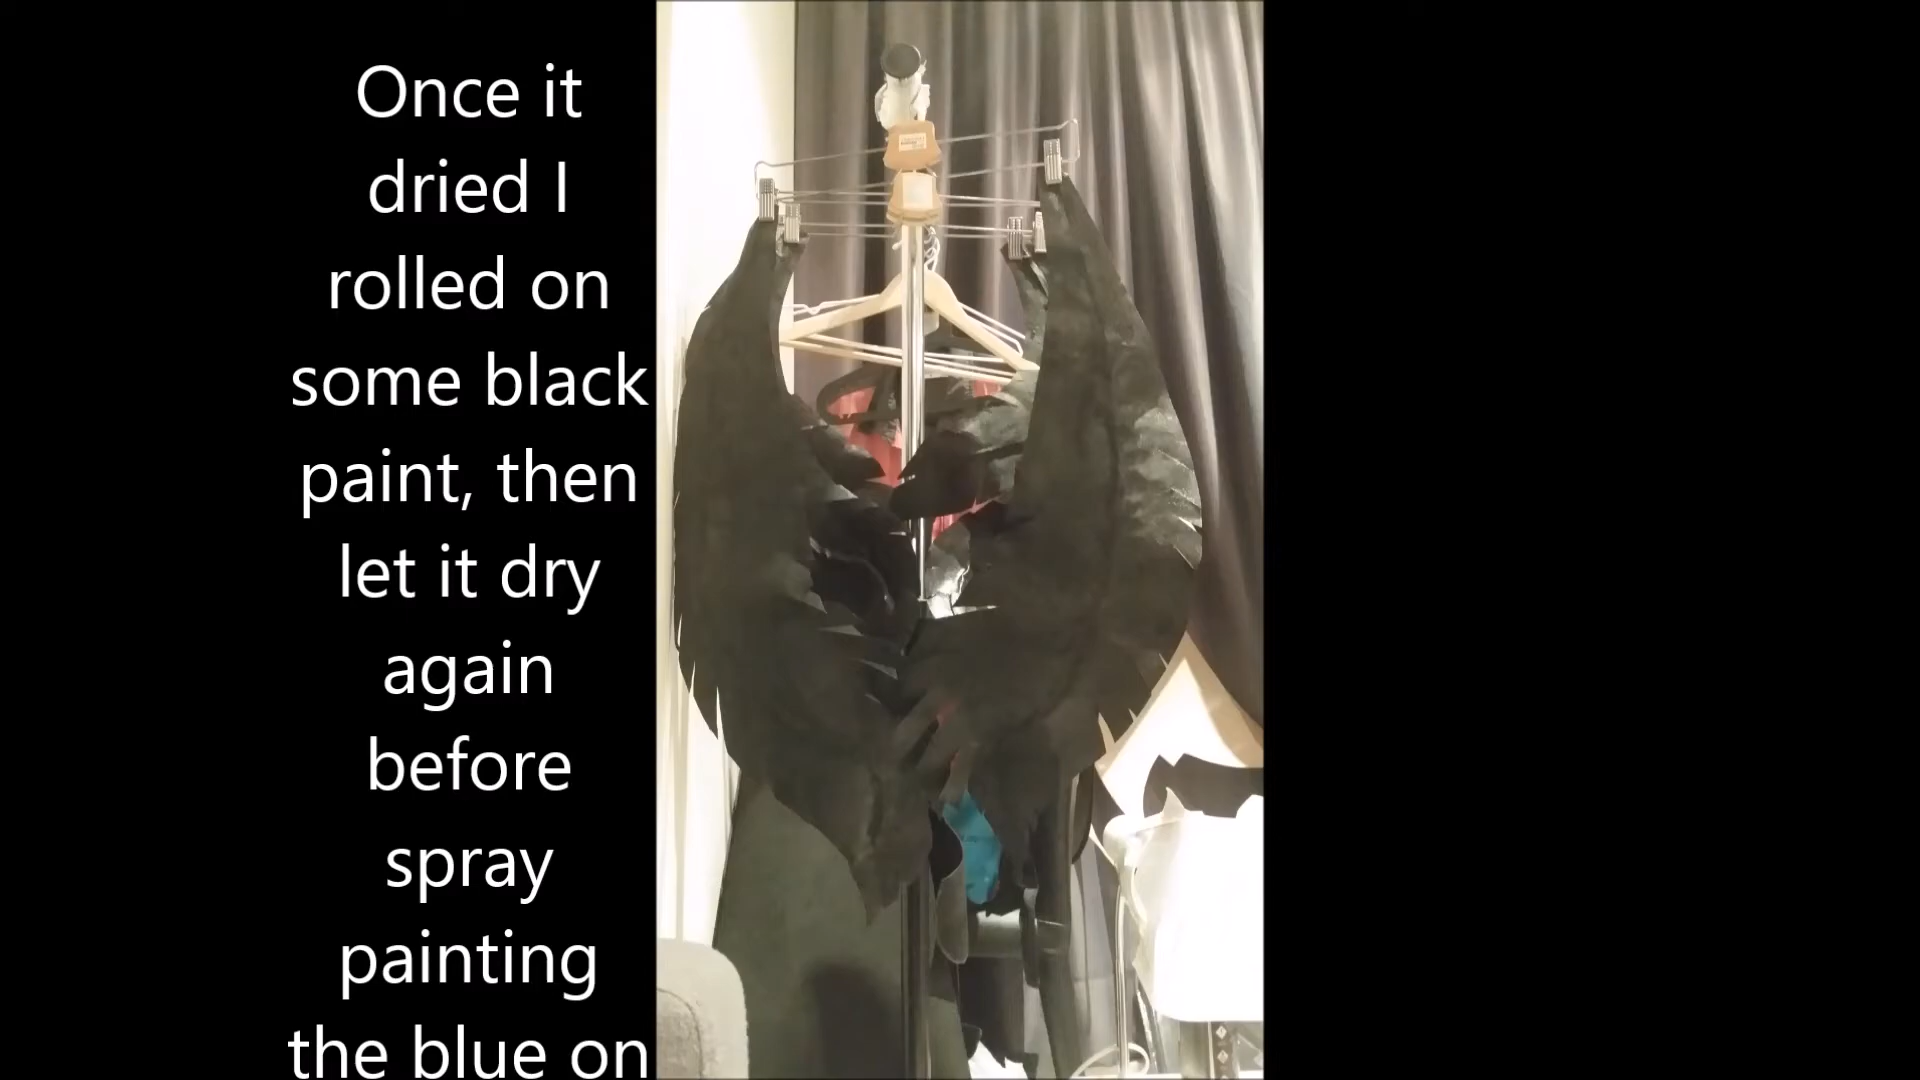 Once it
dried I
rolled on
some black
paint, then
let it dry
again
before
spray
painting
the blue on